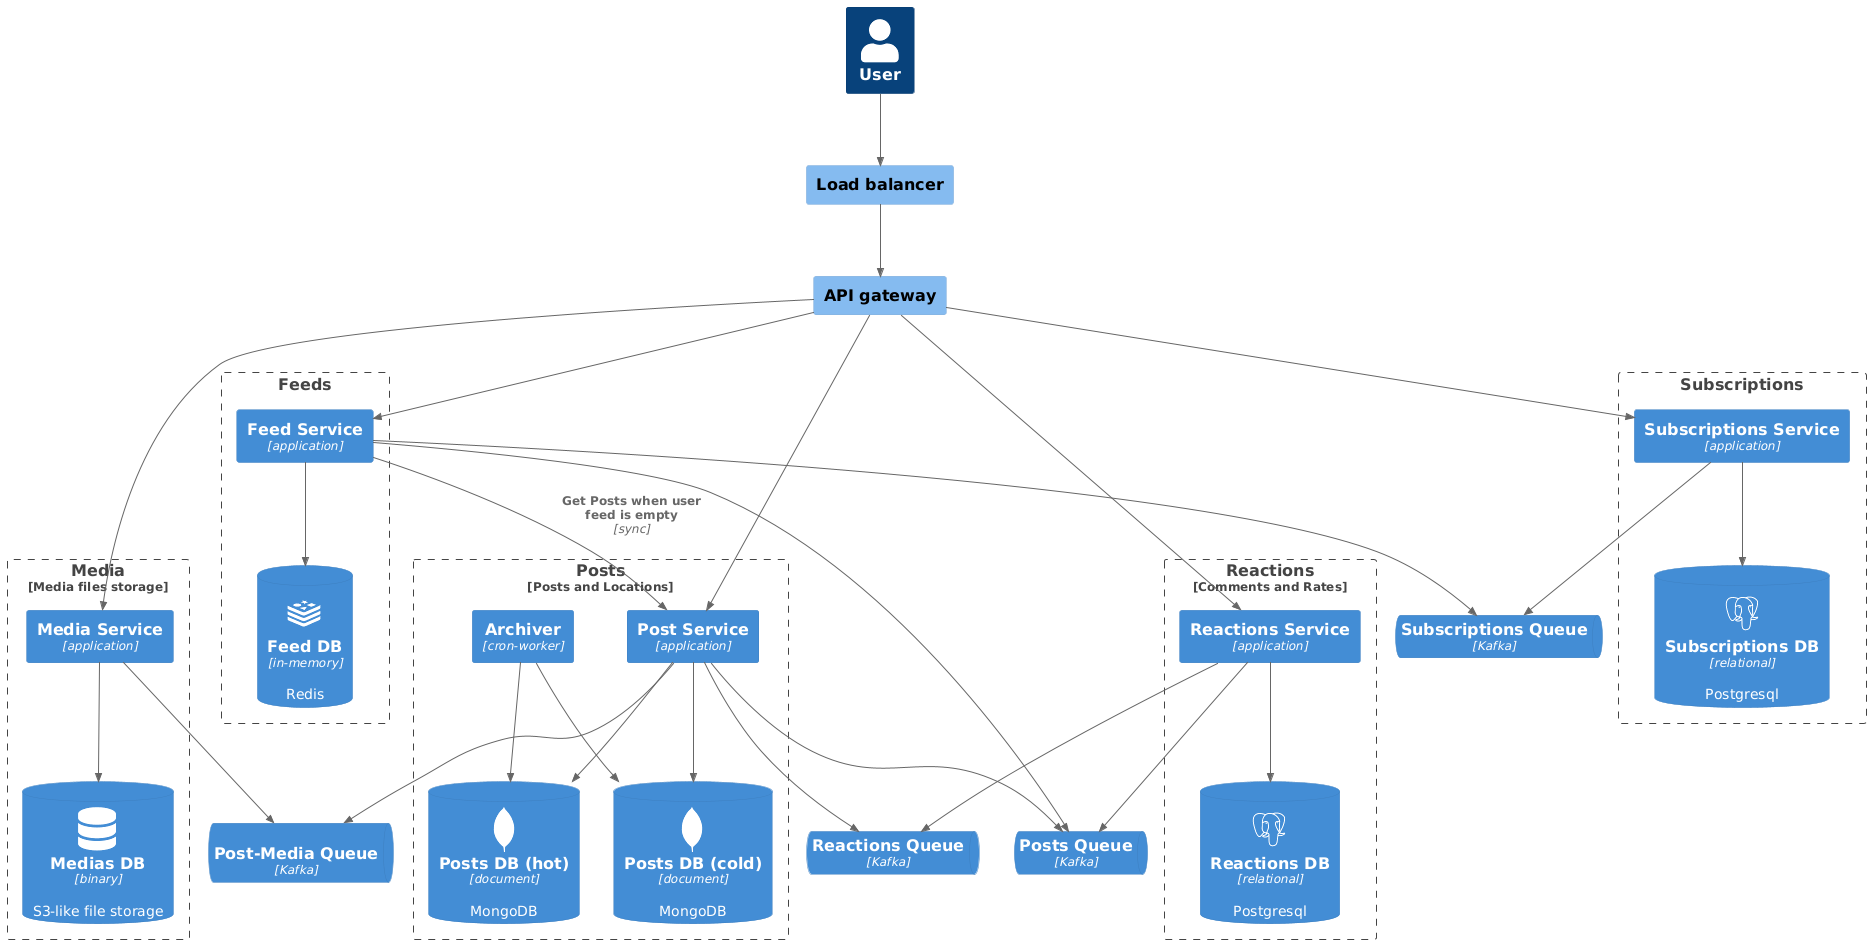 User
Load balancer
API gateway
Feeds
Feed Service
[application]
Subscriptions
Subscriptions Service
[application]
Get Posts when user
feed is empty
[sync]
Feed DB
[in-memory]
Redis
Media
[Media files storage]
Media Service
[application]
Posts
[Posts and Locations]
Archiver
[cron-worker]
Post Service
[application]
Reactions
[Comments and Rates]
Reactions Service
[application]
Subscriptions Queue
[Kafka]
Subscriptions DB
[relational]
Postgresql
Medias DB
[binary]
S3-like file storage
Post-Media Queue
[Kafka]
Posts DB (hot)
[document]
MongoDB
Posts DB (cold)
[document]
MongoDB
Reactions Queue
[Kafka]
Posts Queue
[Kafka]
Reactions DB
[relational]
Postgresql